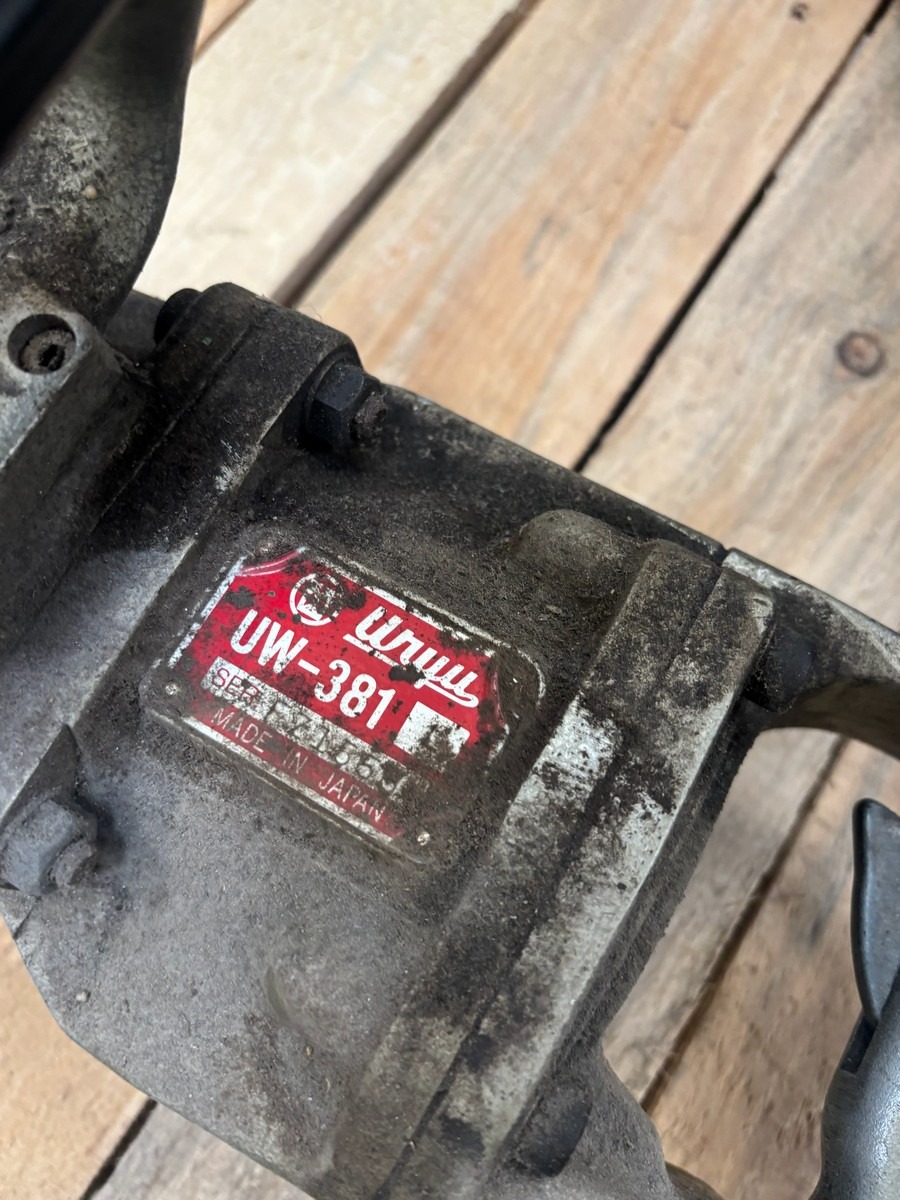 Uryu
UW-381
SER
MADE IN JAPAN